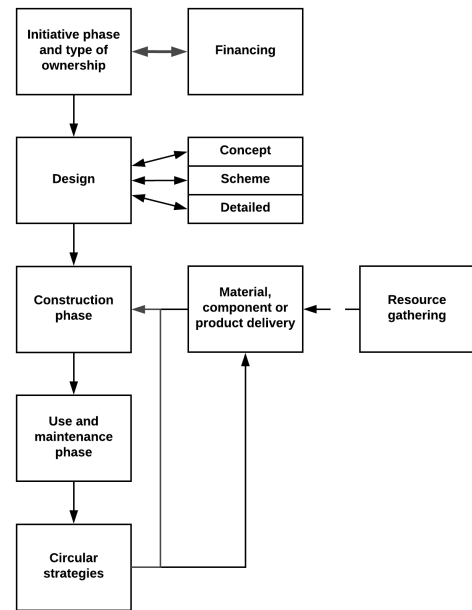 Initiative phase
and type of
ownership
Financing
Design
Concept
Scheme
Detailed
Construction
phase
Material,
component or
product delivery
Resource
gathering
Use and
maintenance
phase
Circular
strategies